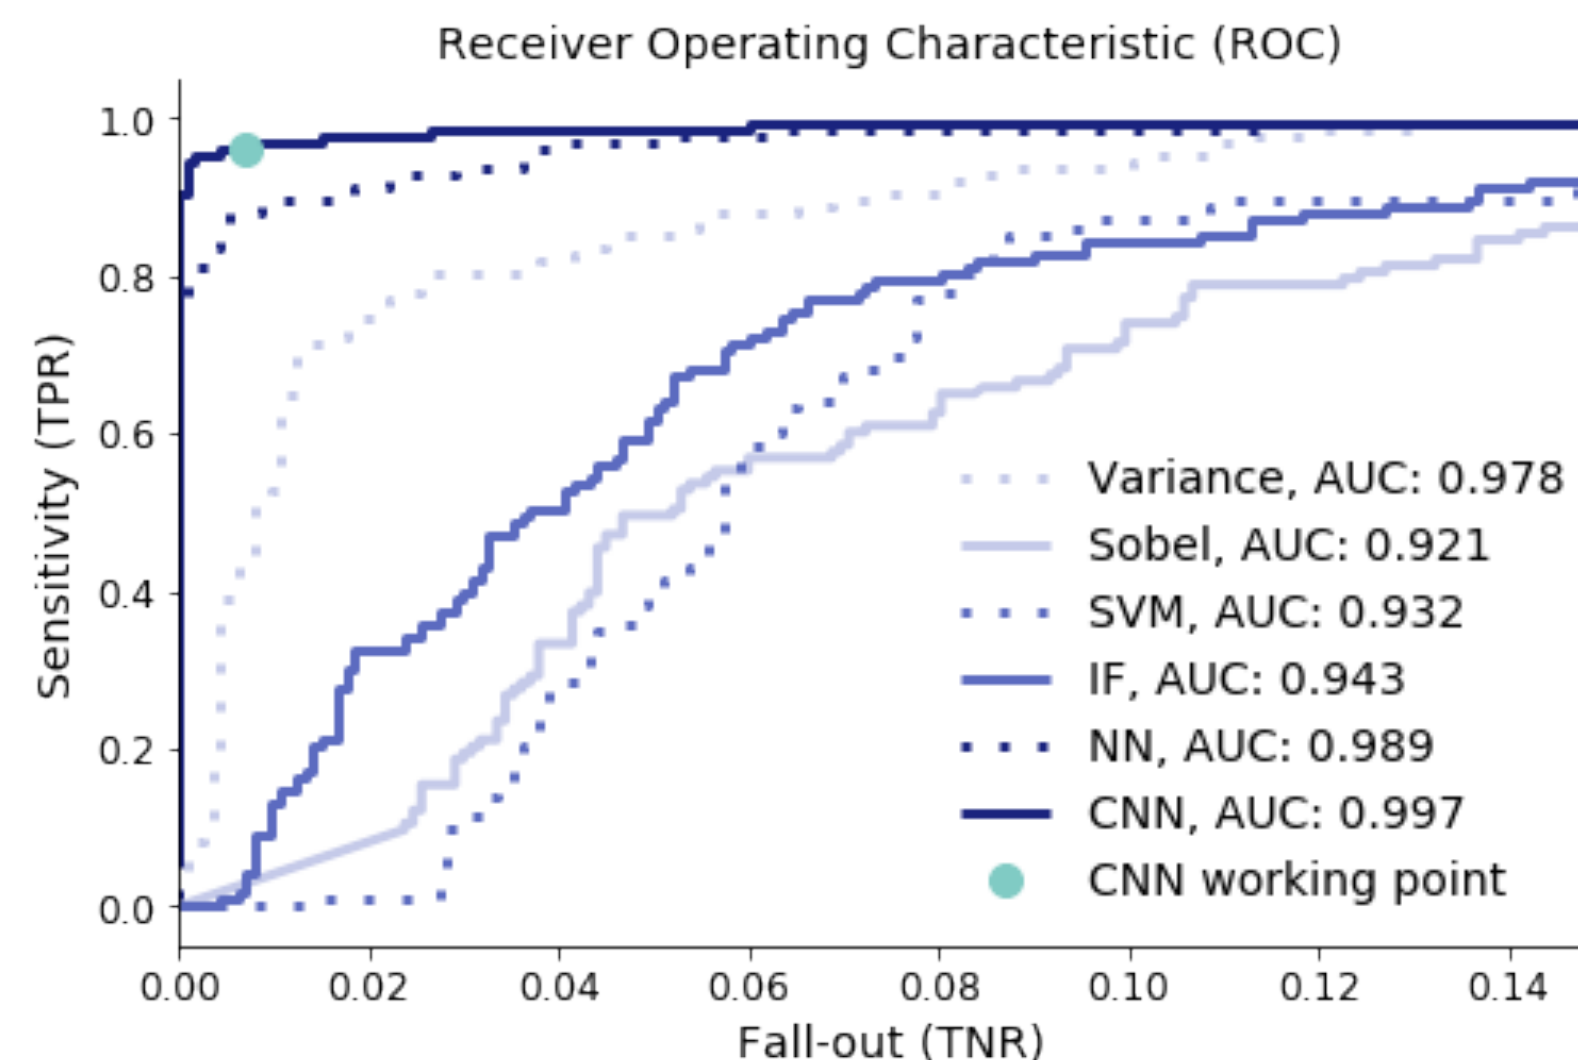 Receiver Operating Characteristic (ROC)
1.0
0.8
0.6
0.4
0.2
0.0
Sensitivity (TPR)
Variance, AUC: 0.978
Sobel, AUC: 0.921
SVM, AUC: 0.932
IF, AUC: 0.943
NN, AUC: 0.989
CNN, AUC: 0.997
CNN working point
0.00 0.02 0.04 0.06 0.08 0.10 0.12 0.14
Fall-out (TNR)